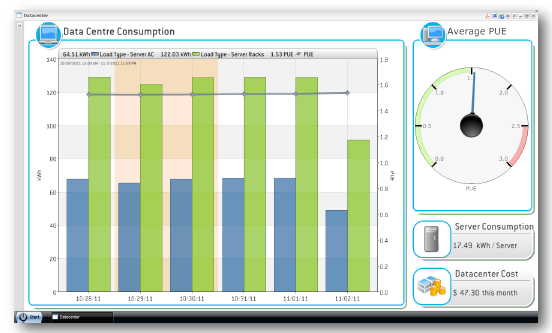 Datacenter
Data Centre Consumption
64.51 kWh Load Type - Server AC 122.03 kWh Load Type - Server Racks 1.53 PUE PUE
140
120
100
80
60
40
20
0
kWh
1.8
1.6
1.4
1.2
1.0
0.8
0.6
0.4
0.2
0.0
PUE
10/28/11 10/29/11 10/30/11 10/31/11 11/01/11 11/02/11
Average PUE
0.0
0.5
1.0
1.5
2.0
2.5
3.0
PUE
Server Consumption
17.49 kWh / Server
Datacenter Cost
$ 47.30 this month
Start Datacenter